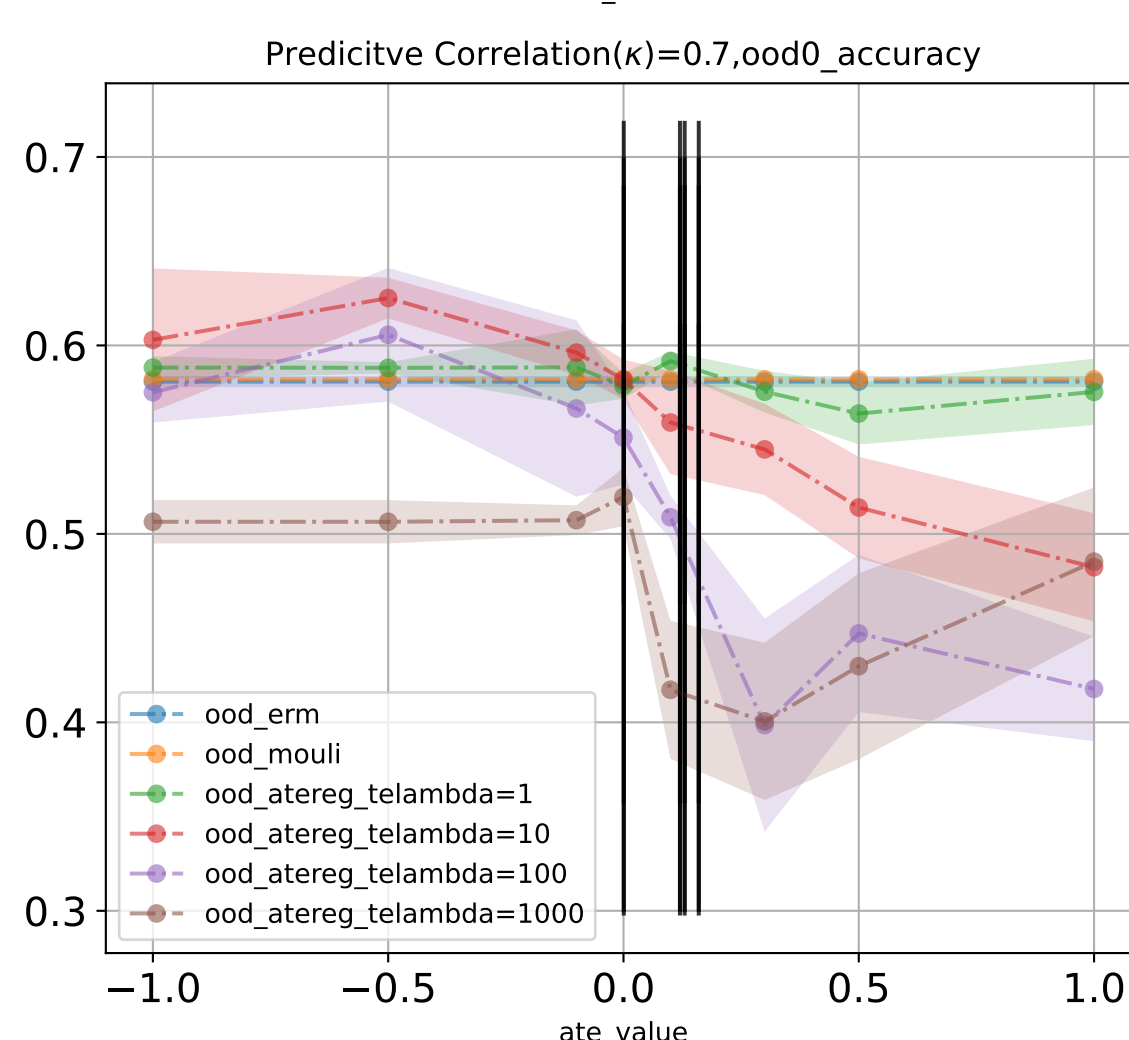 Predicitve Correlation(κ)=0.7,ood0_accuracy
0.7
0.6
0.5
0.4
0.3
ood_erm
ood_mouli
ood_atereg_telambda=1
ood_atereg_telambda=10
ood_atereg_telambda=100
ood_atereg_telambda=1000
−1.0 −0.5 0.0 0.5 1.0
ate_value